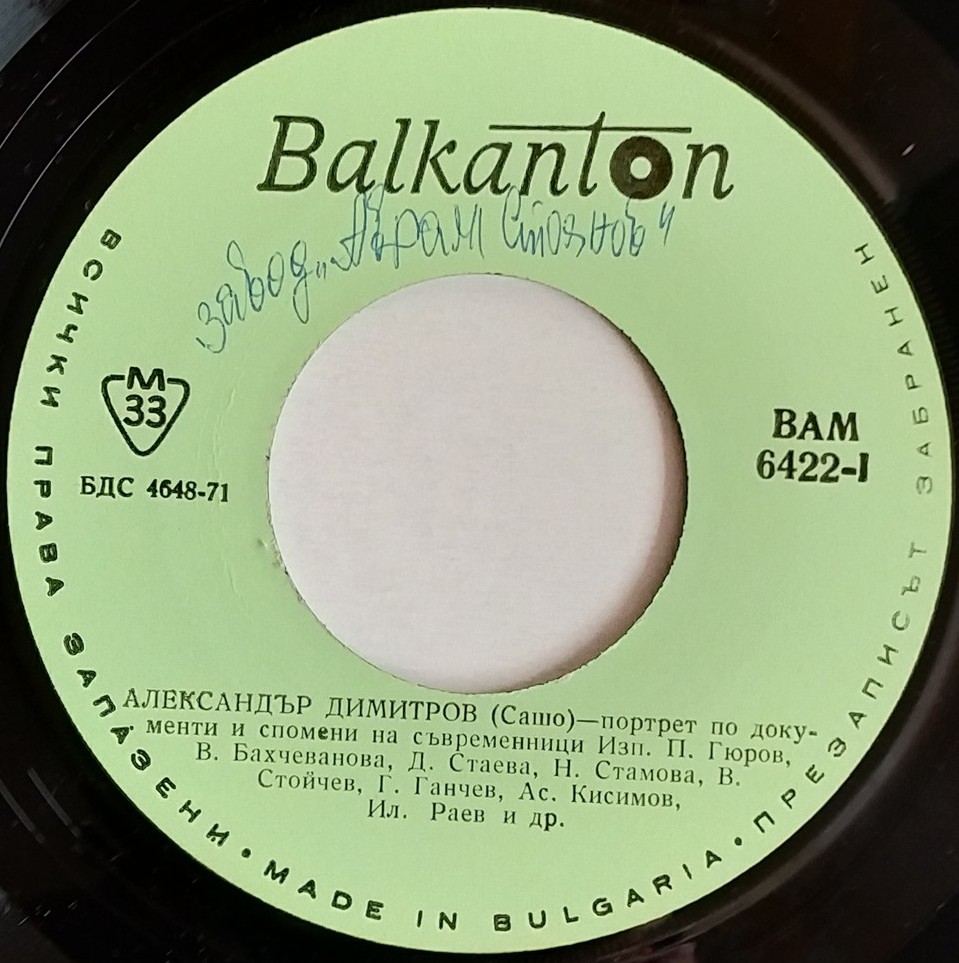 Balkanton
завод „Аврам Стоянов"
М
33
БДС 4648-71
ВАМ
6422-I
АЛЕКСАНДЪР ДИМИТРОВ (Сашо)—портрет по доку-
менти и спомени на съвременници Изп. П. Гюров,
В. Бахчеванова, Д. Стаева, Н. Стамова, В.
Стойчев, Г. Ганчев, Ас. Кисимов,
Ил. Раев и др.
ВСИЧКИ ПРАВА ЗАПАЗЕНИ • MADE IN BULGARIA • ПРЕЗАПИСЪТ ЗАБРАНЕН